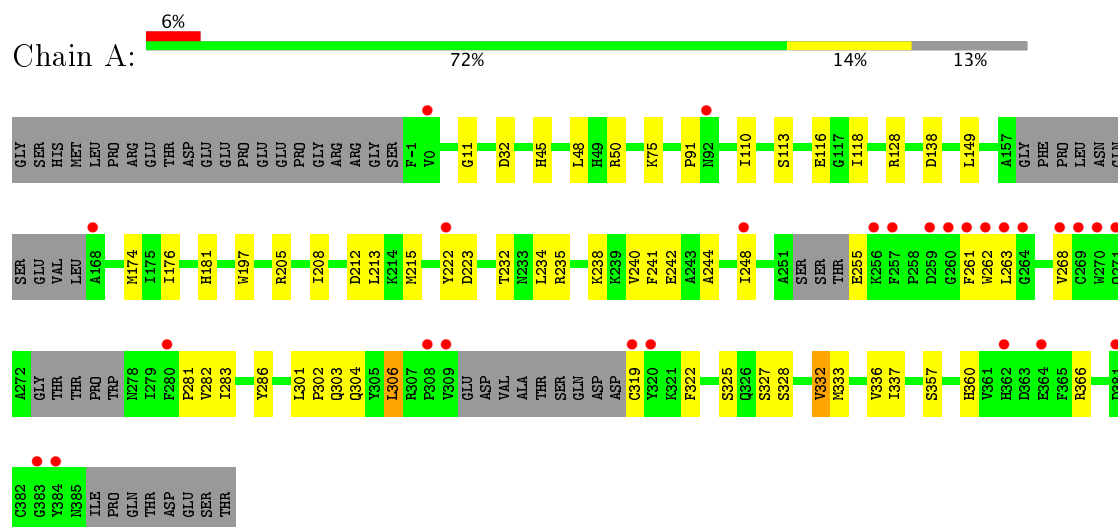 6%
Chain A:
72% 14% 13%
GLY SER HIS MET LEU PRO ARG GLU THR ASP GLU GLU PRO GLU GLU PRO GLY ARG ARG GLY SER F-1 V0 G11 D32 H45 L48 H49 R50 K75 P91 N92 I110 S113 E116 G117 I118 R128 D138 L149 A157 GLY PHE PRO LEU ASN
SER GLU VAL LEU A168 M174 I175 I176 H181 W197 R205 I208 D212 L213 K214 M215 Y222 D223 T232 N233 L234 R235 K238 K239 V240 F241 E242 A243 A244 I248 A251 SER SER THR E255 K256 F257 P258 D259 G260 F261 W262 L263 G264 V268 C269 W270
A272 GLY THR THR PRO TRP N278 I279 F280 P281 V282 I283 Y286 L301 P302 Q303 Q304 Y305 L306 R307 P308 V309 GLU ASP VAL ALA THR SER GLN ASP ASP C319 Y320 K321 F322 S325 Q326 S327 S328 V332 M333 V336 I337 S357 H360 V361 H362 D363 E364 F365 R366
C382 G383 Y384 N385 ILE PRO GLN THR ASP GLU SER THR